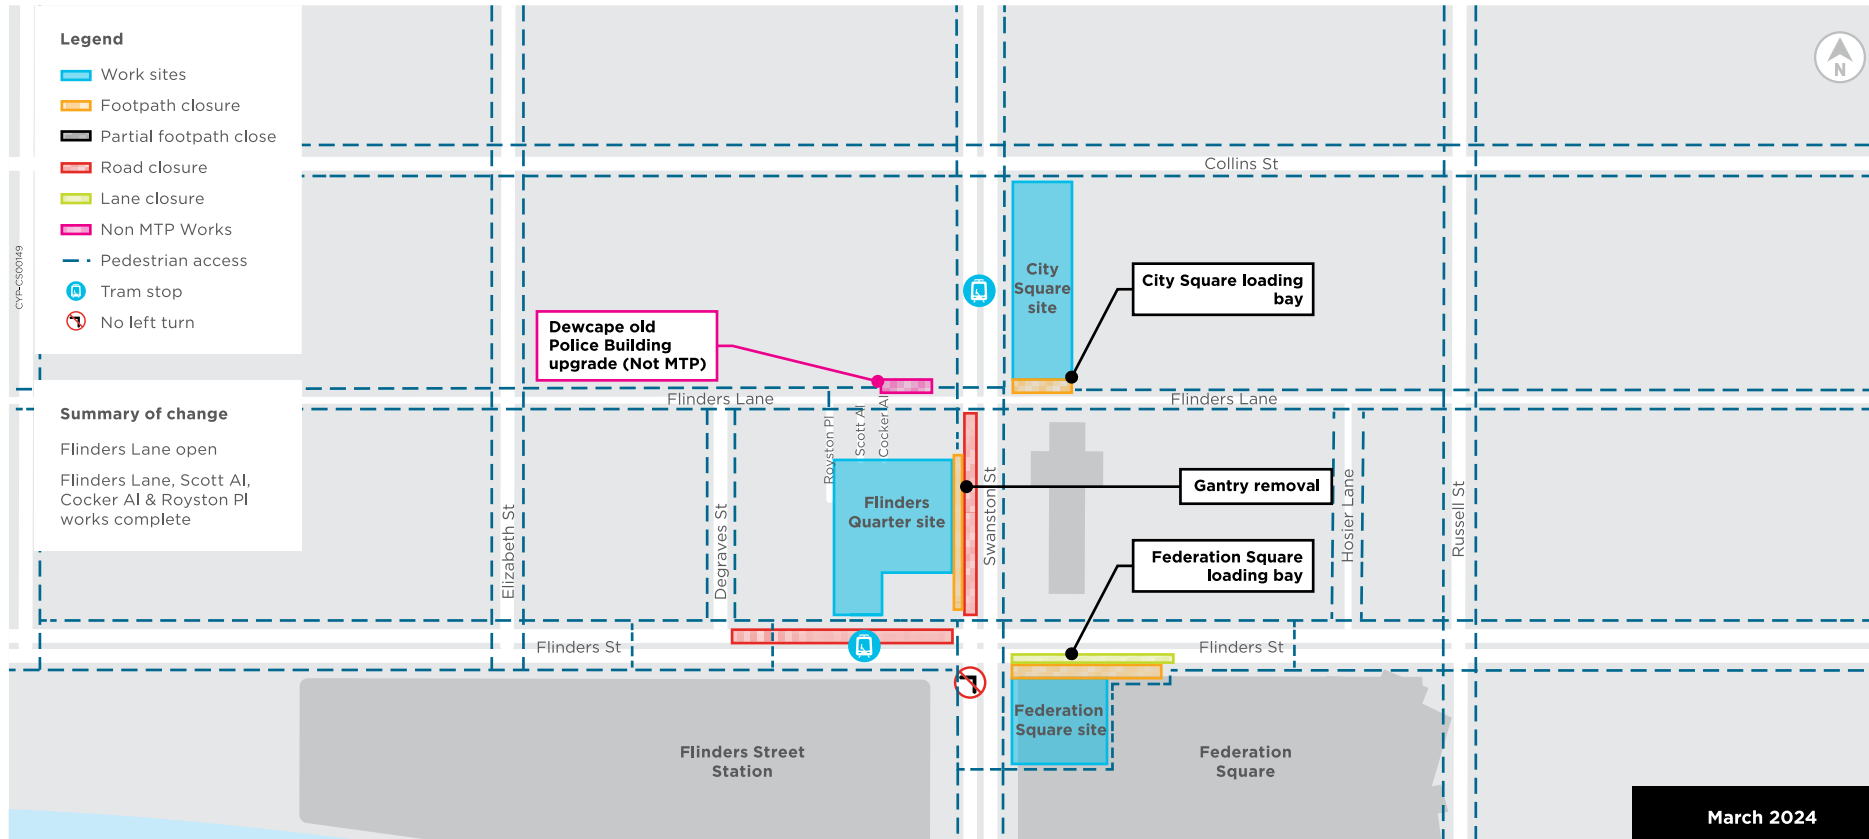 Legend
Work sites
Footpath closure
Partial footpath close
Road closure
Lane closure
Non MTP Works
Pedestrian access
Tram stop
No left turn
CYP-CS00149
Summary of change
Flinders Lane open
Flinders Lane, Scott Al,
Cocker Al & Royston Pl
works complete
N
Collins St
City
Square
site
City Square loading
bay
Dewcape old
Police Building
upgrade (Not MTP)
Flinders Lane
Flinders Lane
Royston Pl
Scott Al
Cocker Al
Flinders
Quarter site
Gantry removal
Elizabeth St
Degraves St
Swanston St
Hosier Lane
Russell St
Federation Square
loading bay
Flinders St
Flinders St
Federation
Square site
Flinders Street
Station
Federation
Square
March 2024